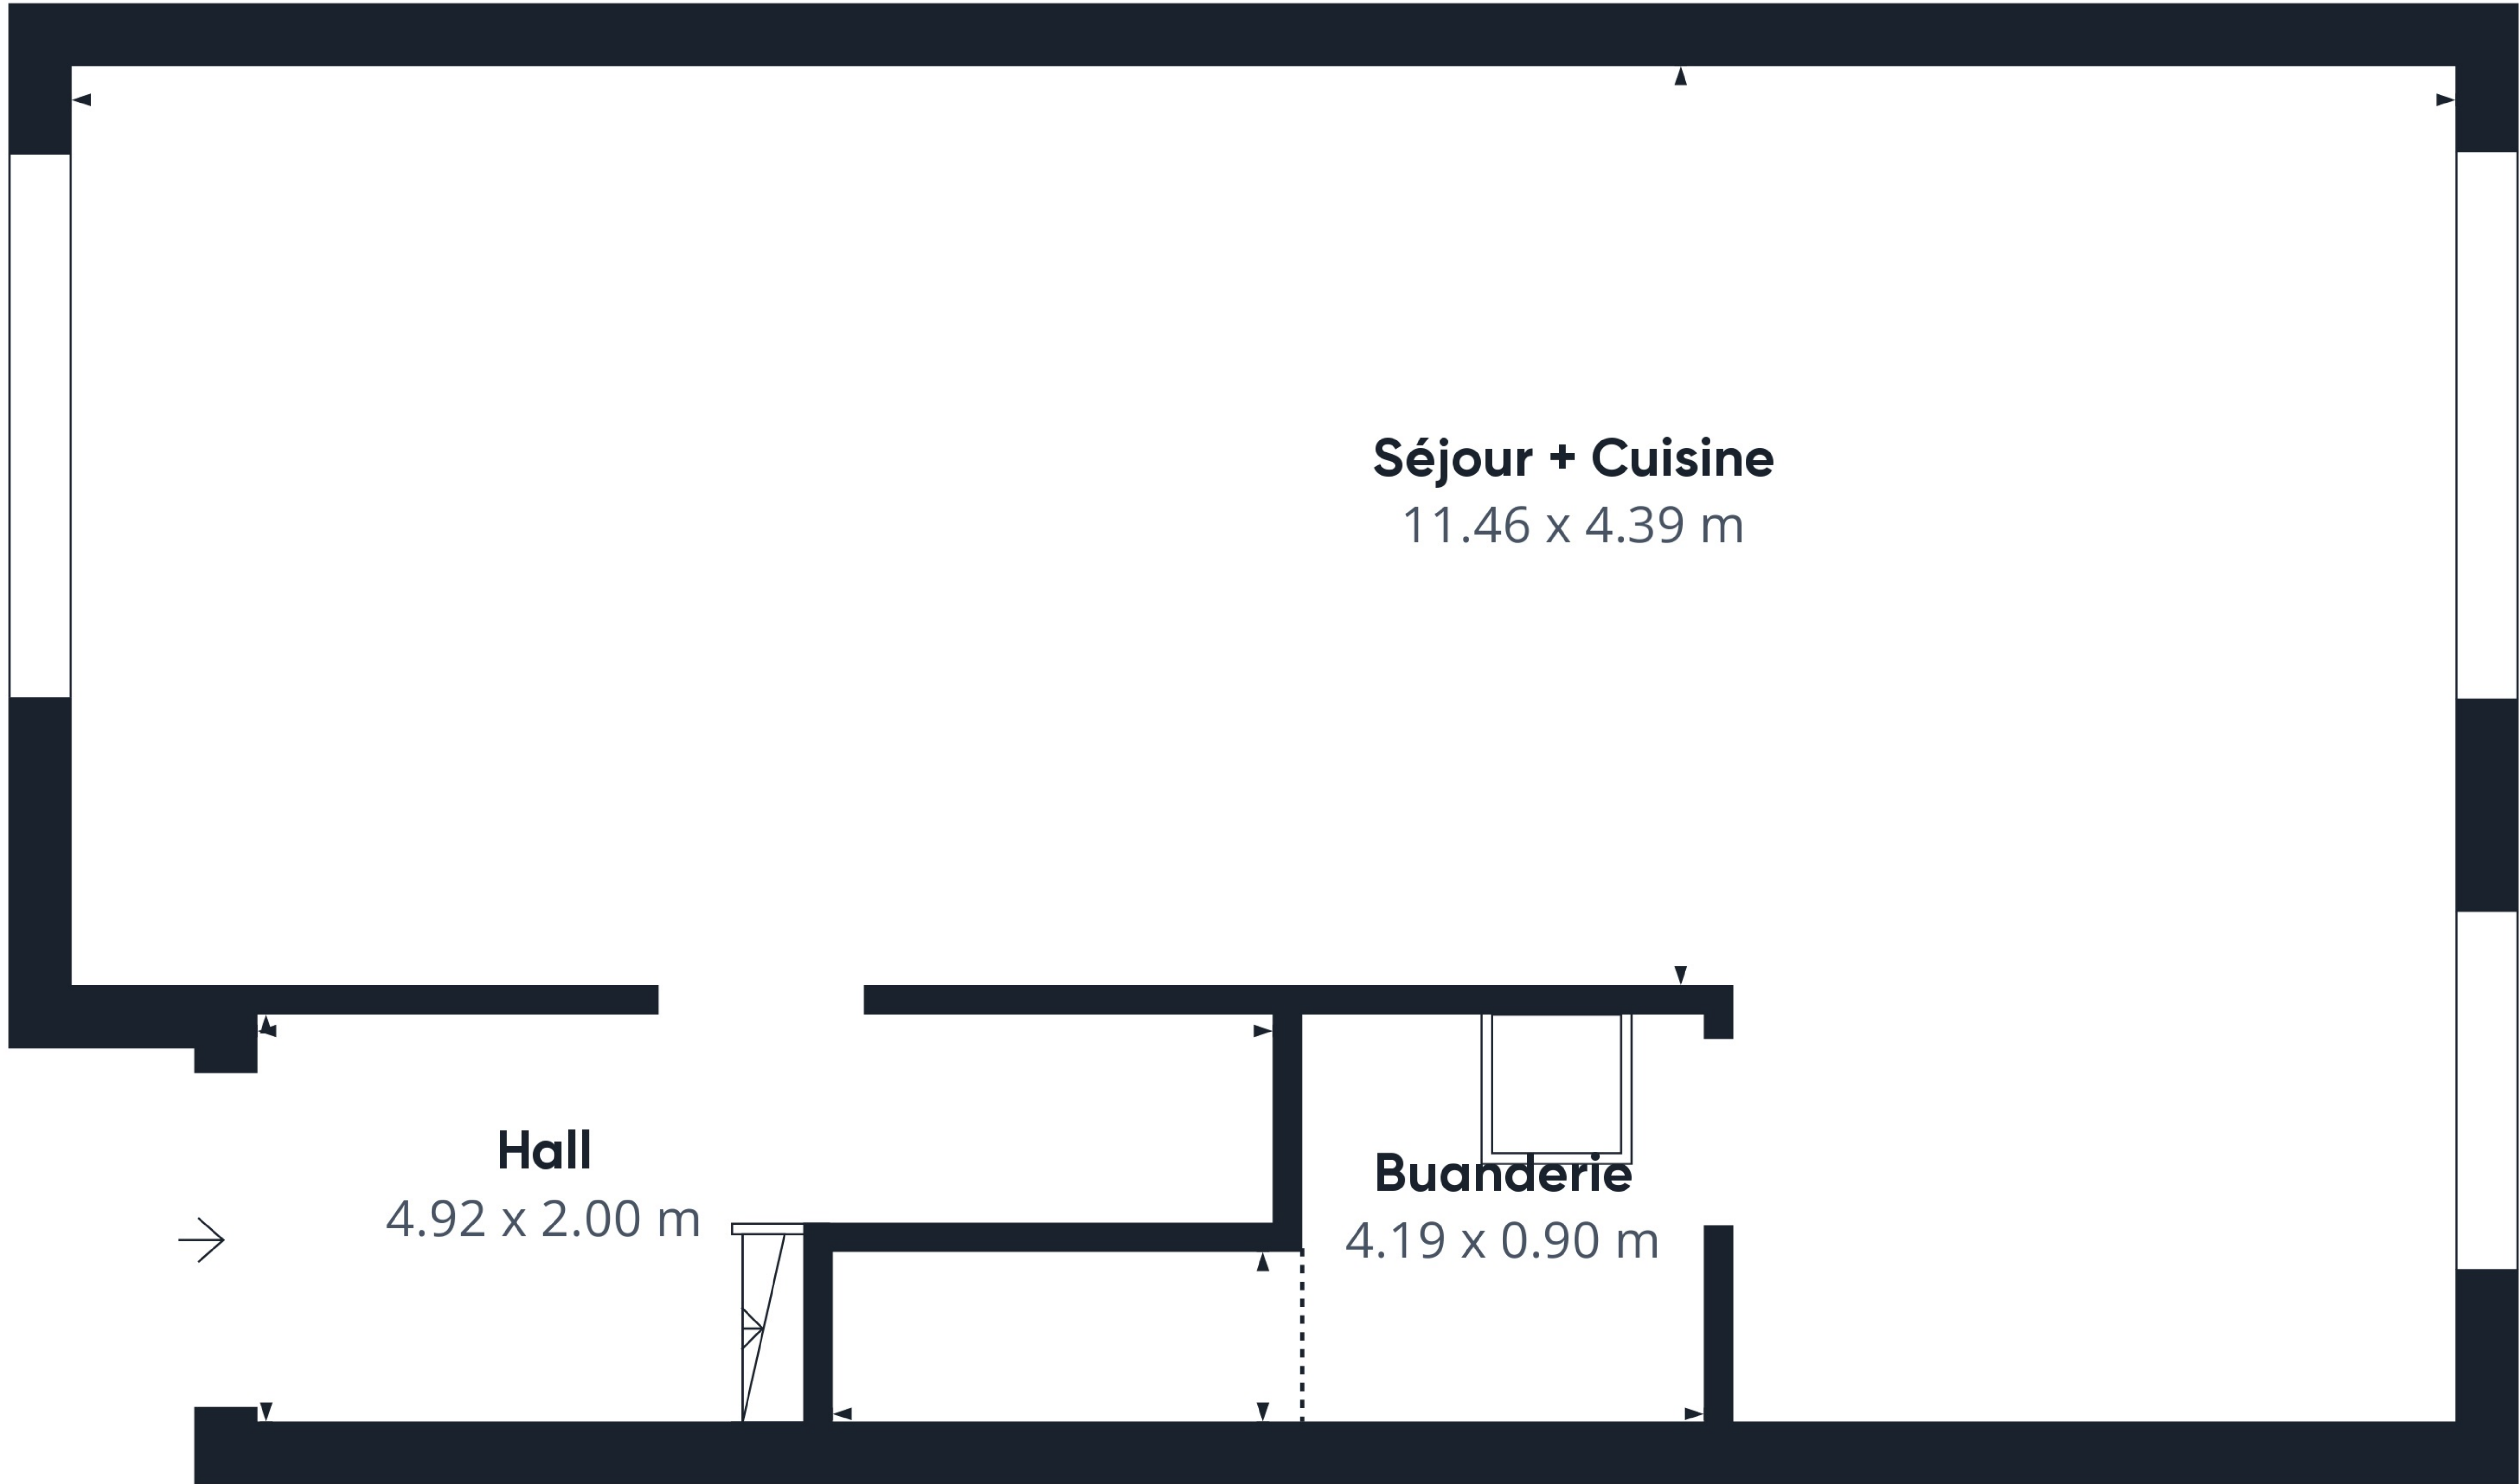 Séjour + Cuisine
11.46 x 4.39 m
Hall
4.92 x 2.00 m
Buanderie
4.19 x 0.90 m